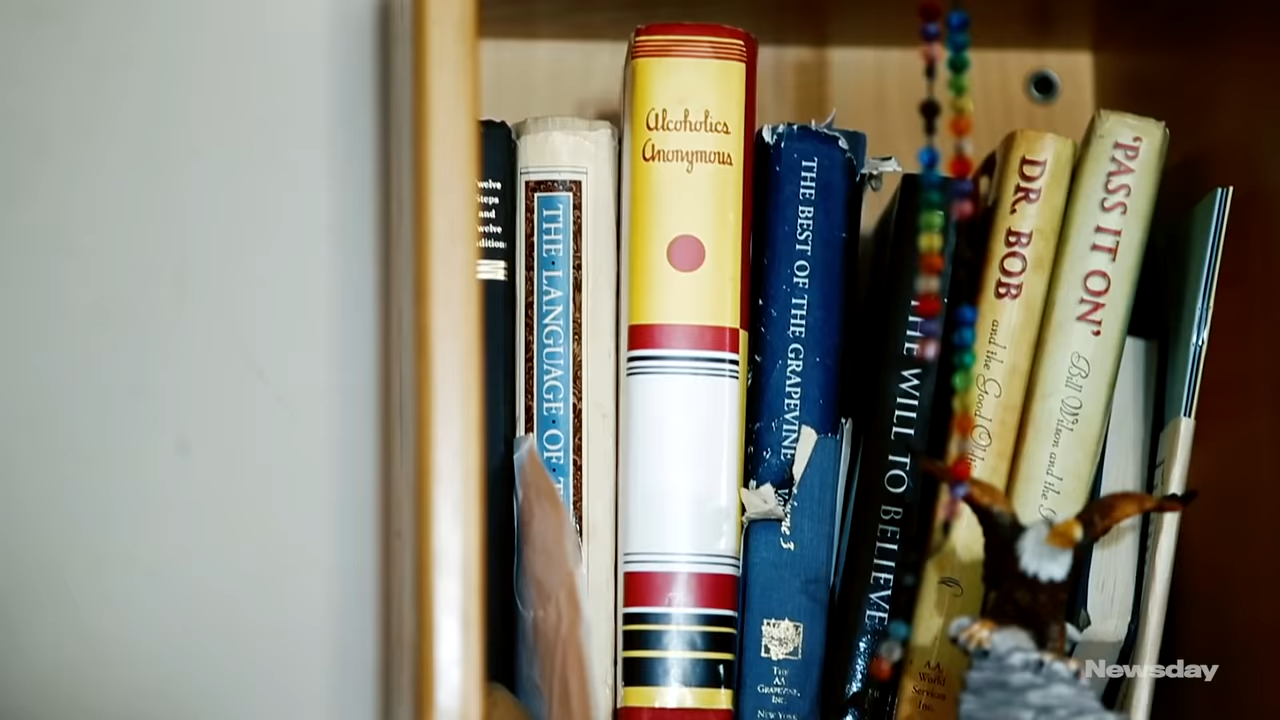 welve
Steps
and
welve
dition
THE·LANGUAGE·OF·
Alcoholics
Anonymous
THE BEST OF THE GRAPEVINE
Volume 3
THE
AA
GRAPEVINE,
INC.
NEW YORK
THE WILL TO BELIEVE
DR. BOB
and the Good Old
A.A.
World
Services
Inc.
'PASS IT ON'
Bill Wilson and the
Newsday